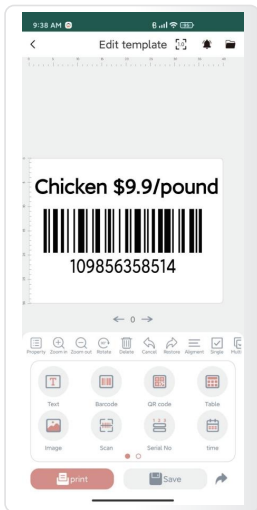 9:38 AM
Edit template
Chicken $9.9/pound
109856358514
0
Property Zoom in Zoom out Rotate Delete Cancel Restore Alignment Single Multi
Text Barcode QR code Table
Image Scan Serial No time
print Save